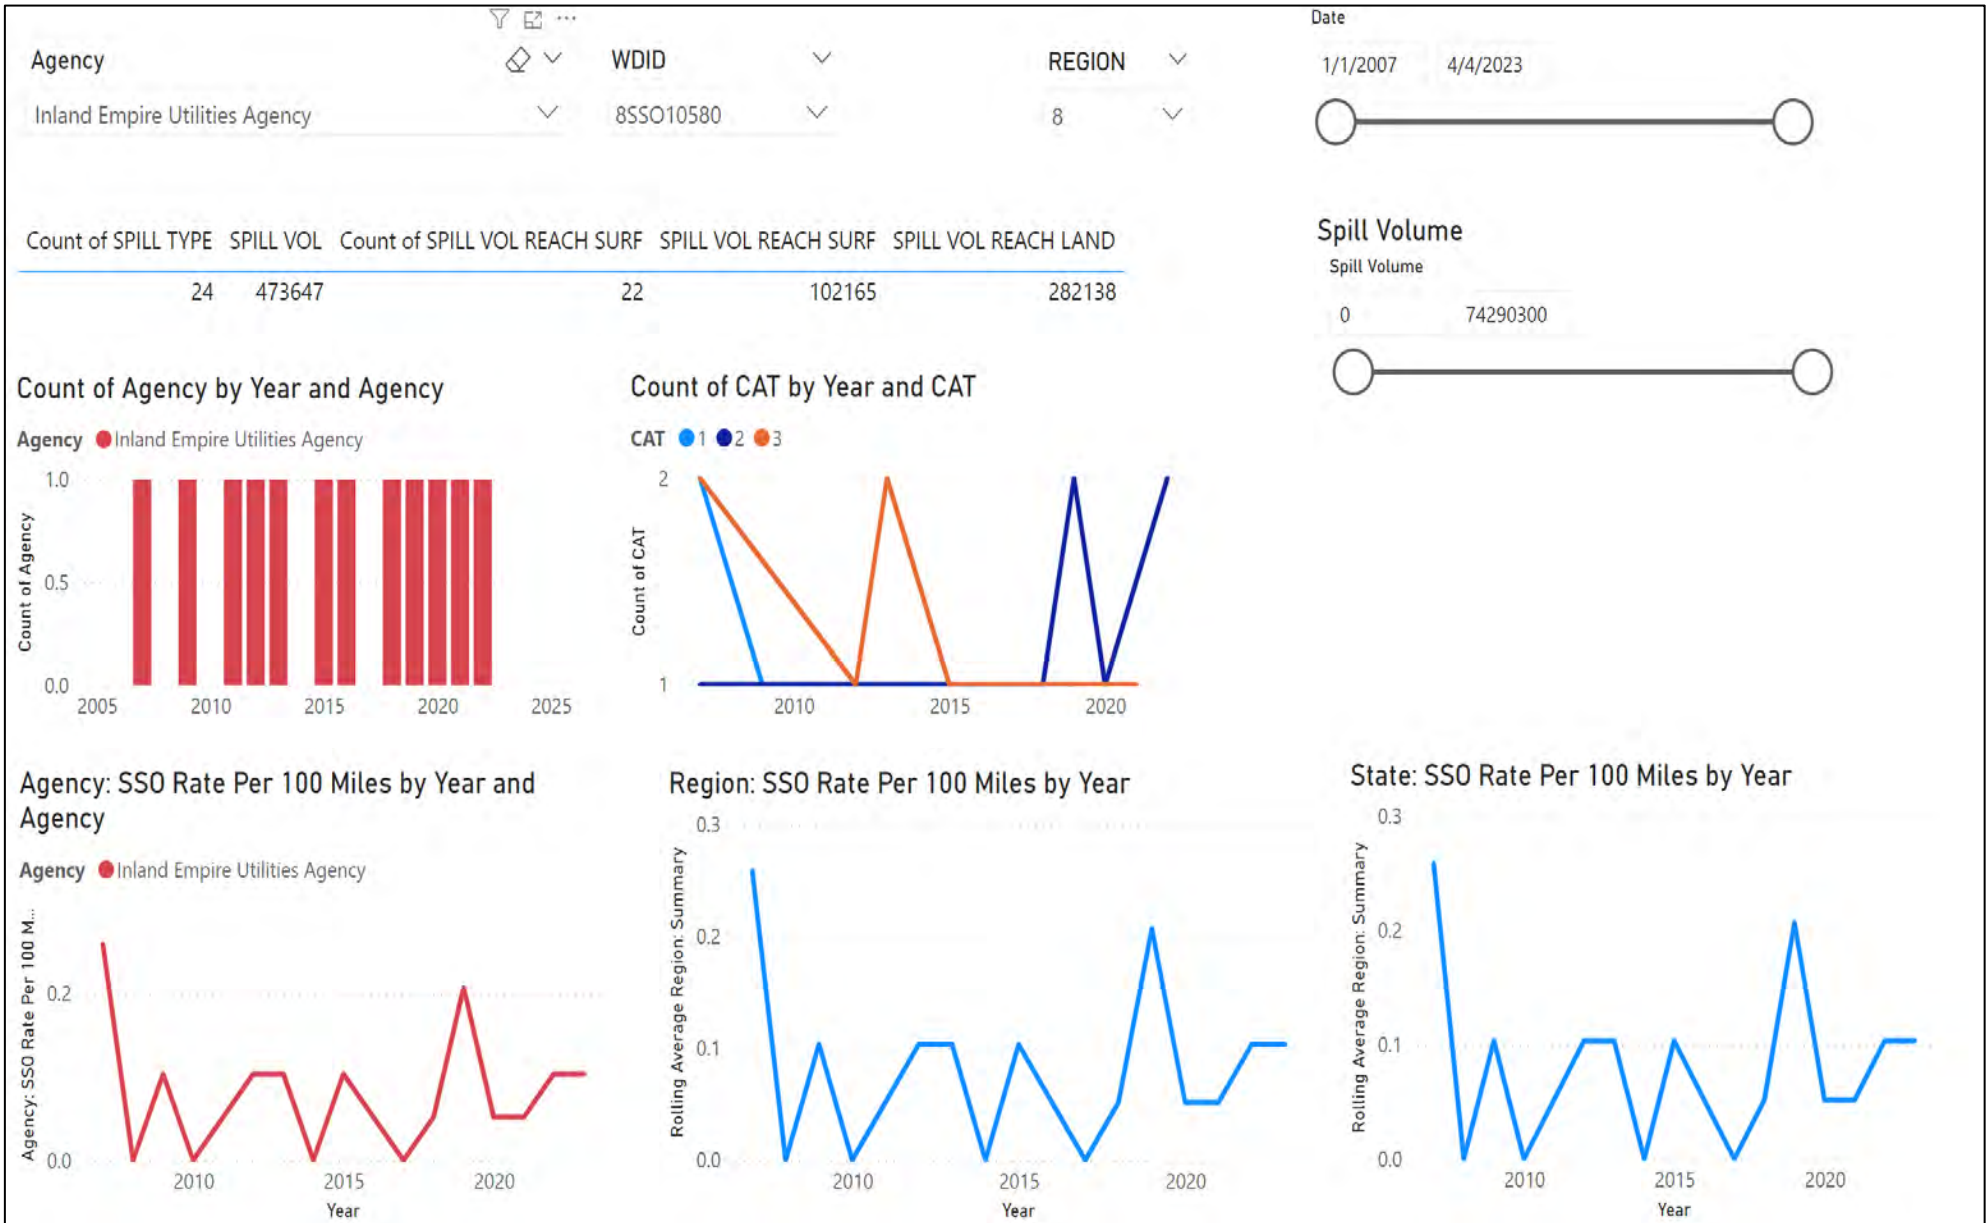 Date
Agency WDID REGION
1/1/2007 4/4/2023
Inland Empire Utilities Agency 8SSO10580 8
Count of SPILL TYPE SPILL VOL Count of SPILL VOL REACH SURF SPILL VOL REACH SURF SPILL VOL REACH LAND
24 473647 22 102165 282138
Spill Volume
Spill Volume
0 74290300
Count of Agency by Year and Agency
Agency Inland Empire Utilities Agency
Count of Agency
1.0
0.5
0.0
2005 2010 2015 2020 2025
Count of CAT by Year and CAT
CAT 1 2 3
Count of CAT
2
1
2010 2015 2020
Agency: SSO Rate Per 100 Miles by Year and
Agency
Agency Inland Empire Utilities Agency
Agency: SSO Rate Per 100 M...
0.2
0.0
2010 2015 2020
Year
Region: SSO Rate Per 100 Miles by Year
Rolling Average Region: Summary
0.3
0.2
0.1
0.0
2010 2015 2020
Year
State: SSO Rate Per 100 Miles by Year
Rolling Average Region: Summary
0.3
0.2
0.1
0.0
2010 2015 2020
Year